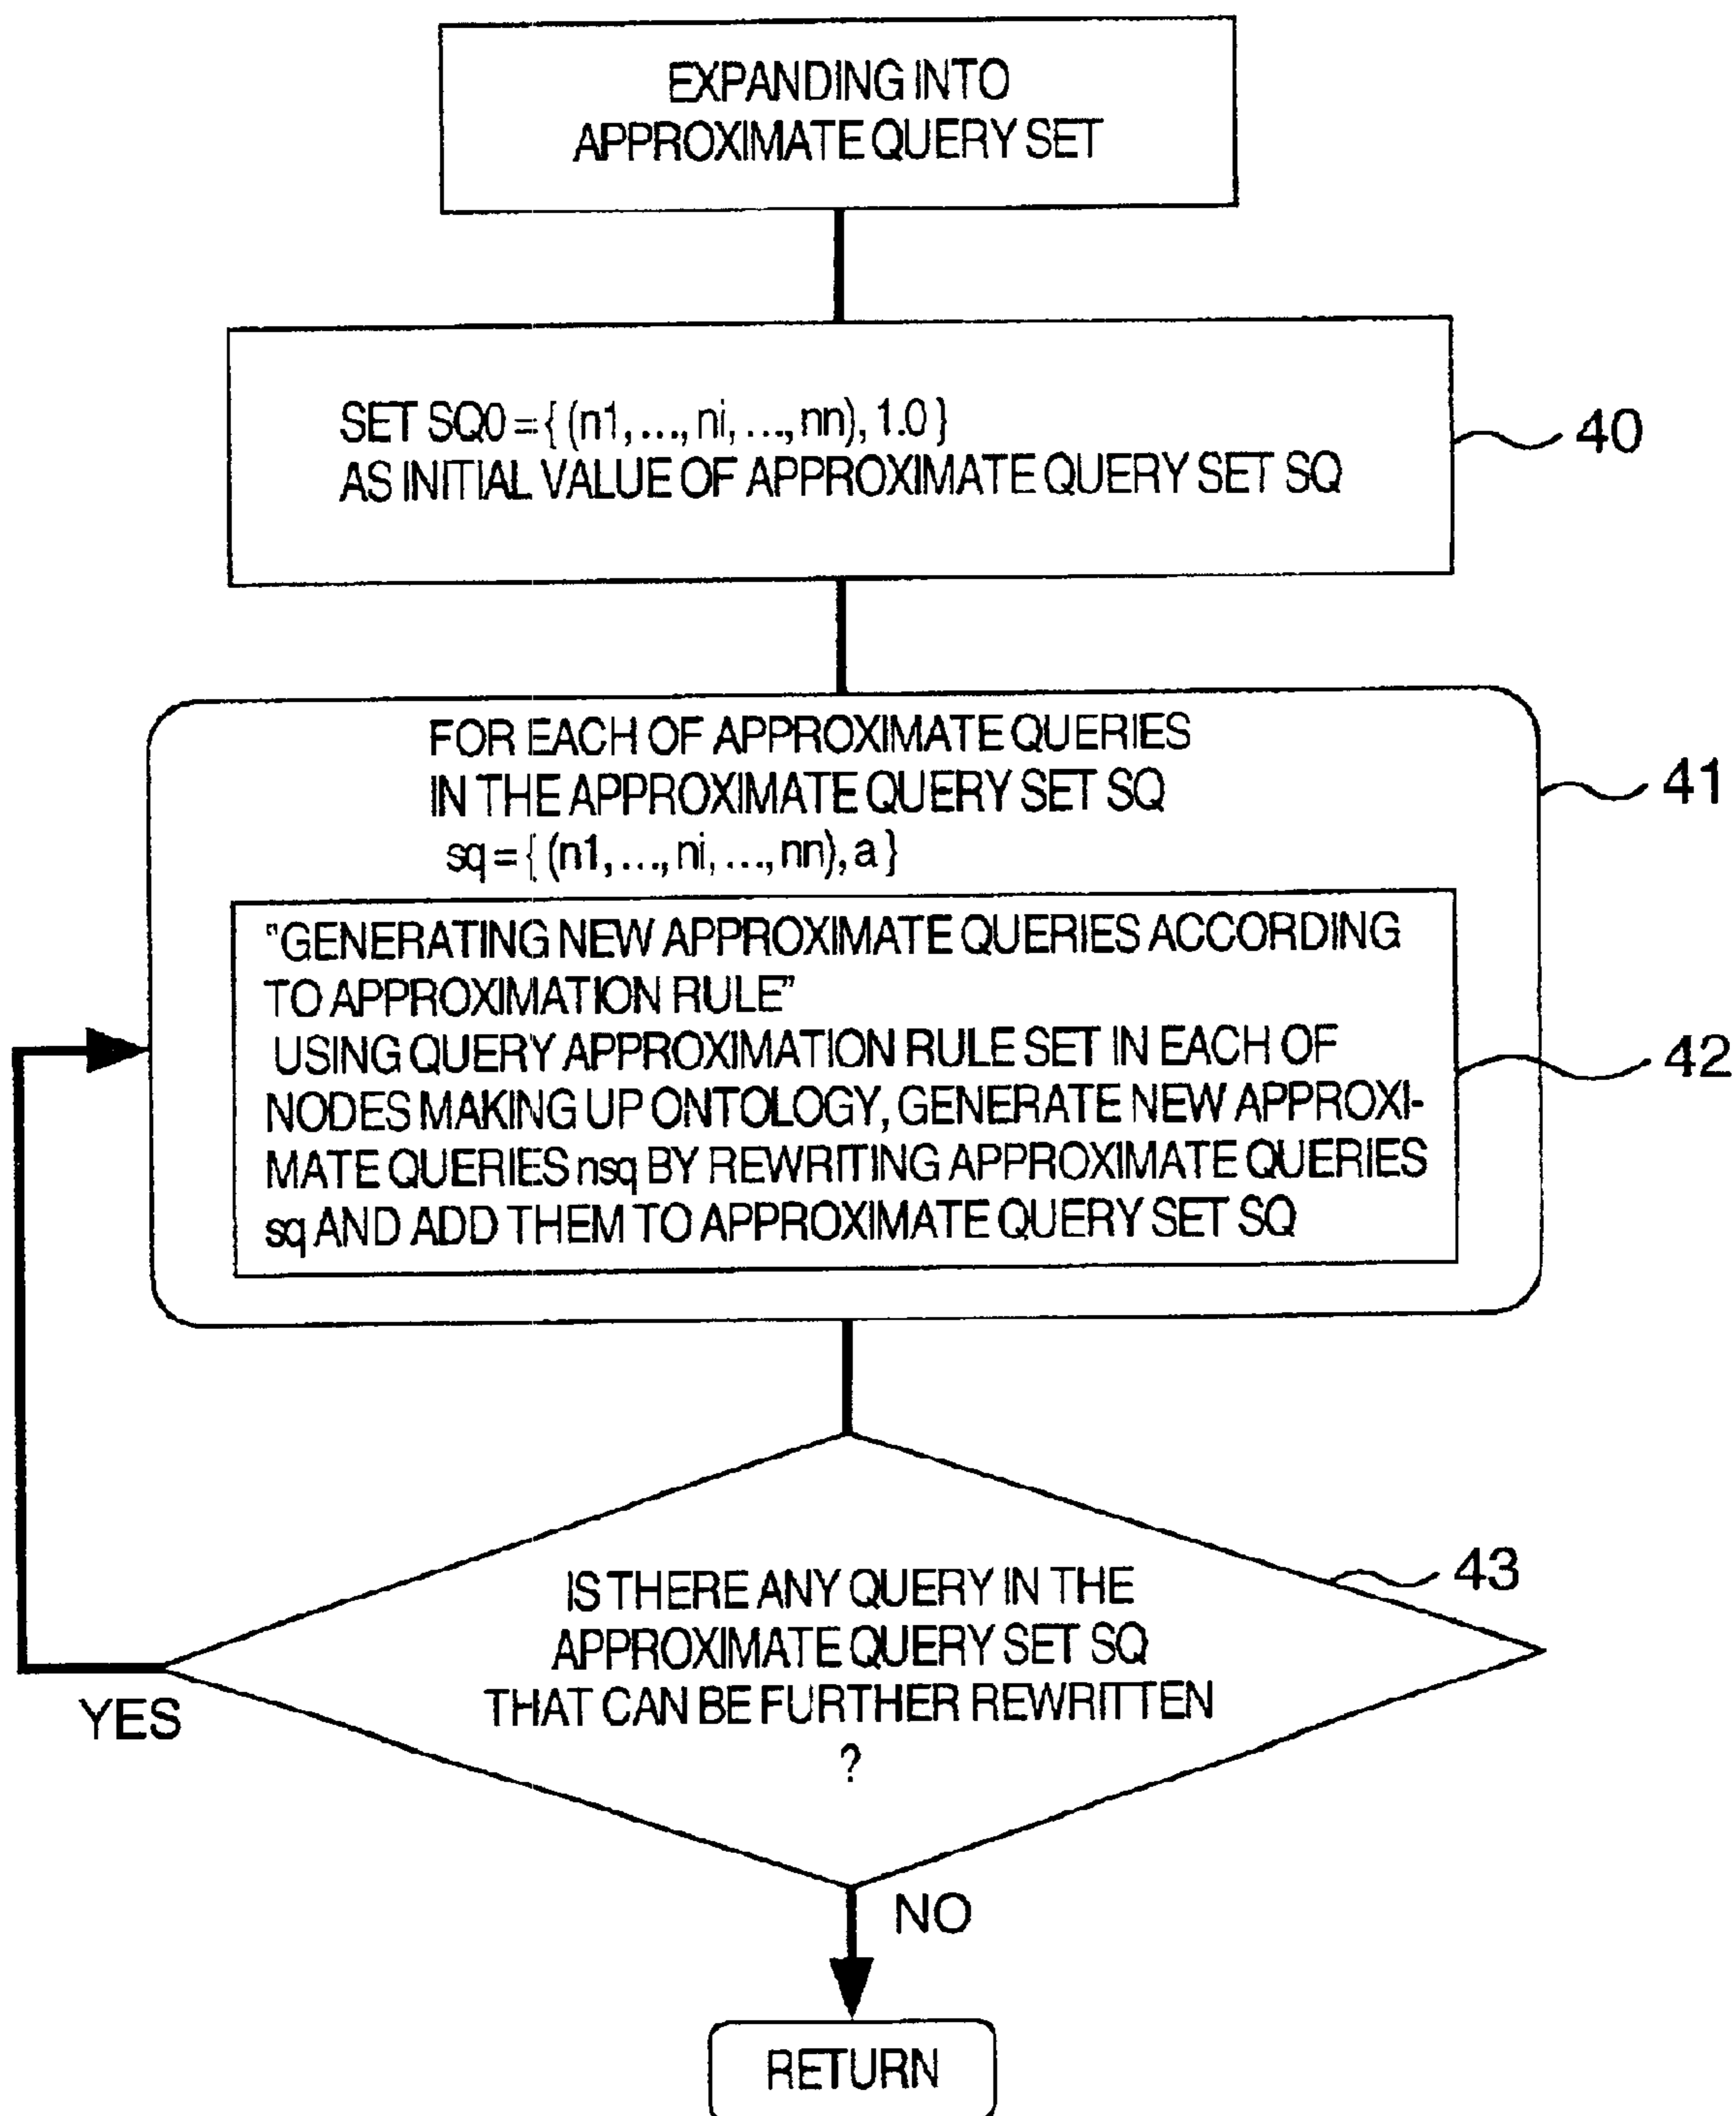 EXPANDING INTO
APPROXIMATE QUERY SET
SET SQ0 = { (n1, ..., ni, ..., nn), 1.0 }
AS INITIAL VALUE OF APPROXIMATE QUERY SET SQ
40
FOR EACH OF APPROXIMATE QUERIES
IN THE APPROXIMATE QUERY SET SQ
sq = { (n1, ..., ni, ..., nn), a }
41
"GENERATING NEW APPROXIMATE QUERIES ACCORDING
TO APPROXIMATION RULE"
USING QUERY APPROXIMATION RULE SET IN EACH OF
NODES MAKING UP ONTOLOGY, GENERATE NEW APPROXI-
MATE QUERIES nsq BY REWRITING APPROXIMATE QUERIES
sq AND ADD THEM TO APPROXIMATE QUERY SET SQ
42
IS THERE ANY QUERY IN THE
APPROXIMATE QUERY SET SQ
THAT CAN BE FURTHER REWRITTEN
?
43
YES
NO
RETURN